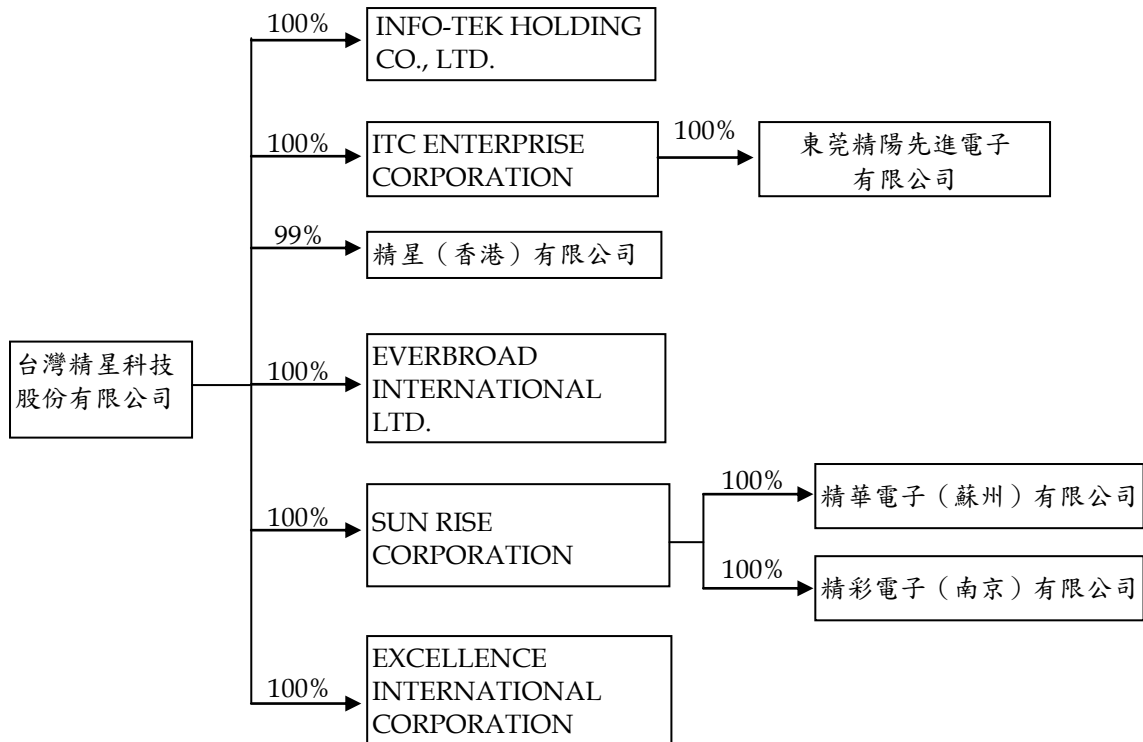 100%
INFO-TEK HOLDING
CO., LTD.
100%
ITC ENTERPRISE
CORPORATION
100%
東莞精陽先進電子
有限公司
99%
精星（香港）有限公司
台灣精星科技
股份有限公司
100%
EVERBROAD
INTERNATIONAL
LTD.
100%
SUN RISE
CORPORATION
100%
精華電子（蘇州）有限公司
100%
精彩電子（南京）有限公司
100%
EXCELLENCE
INTERNATIONAL
CORPORATION